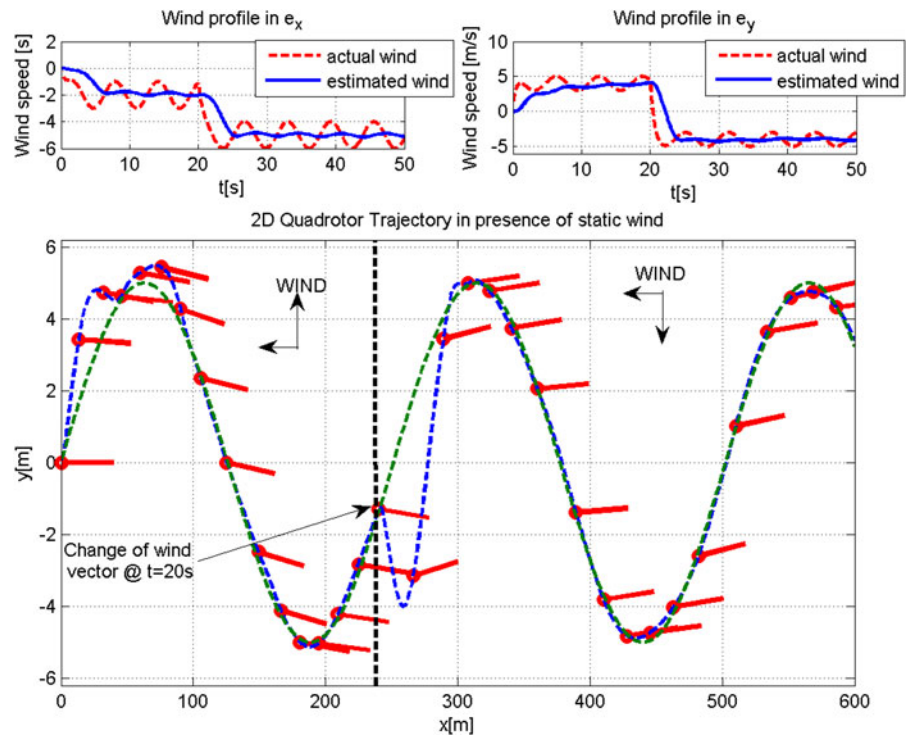 Wind profile in e_x
Wind speed [s]
2
0
-2
-4
-6
actual wind
estimated wind
0 10 20 30 40 50
t[s]
Wind profile in e_y
Wind speed [m/s]
10
5
0
-5
actual wind
estimated wind
0 10 20 30 40 50
t[s]
2D Quadrotor Trajectory in presence of static wind
y[m]
6
4
2
0
-2
-4
-6
WIND
WIND
Change of wind
vector @ t=20s
0 100 200 300 400 500 600
x[m]